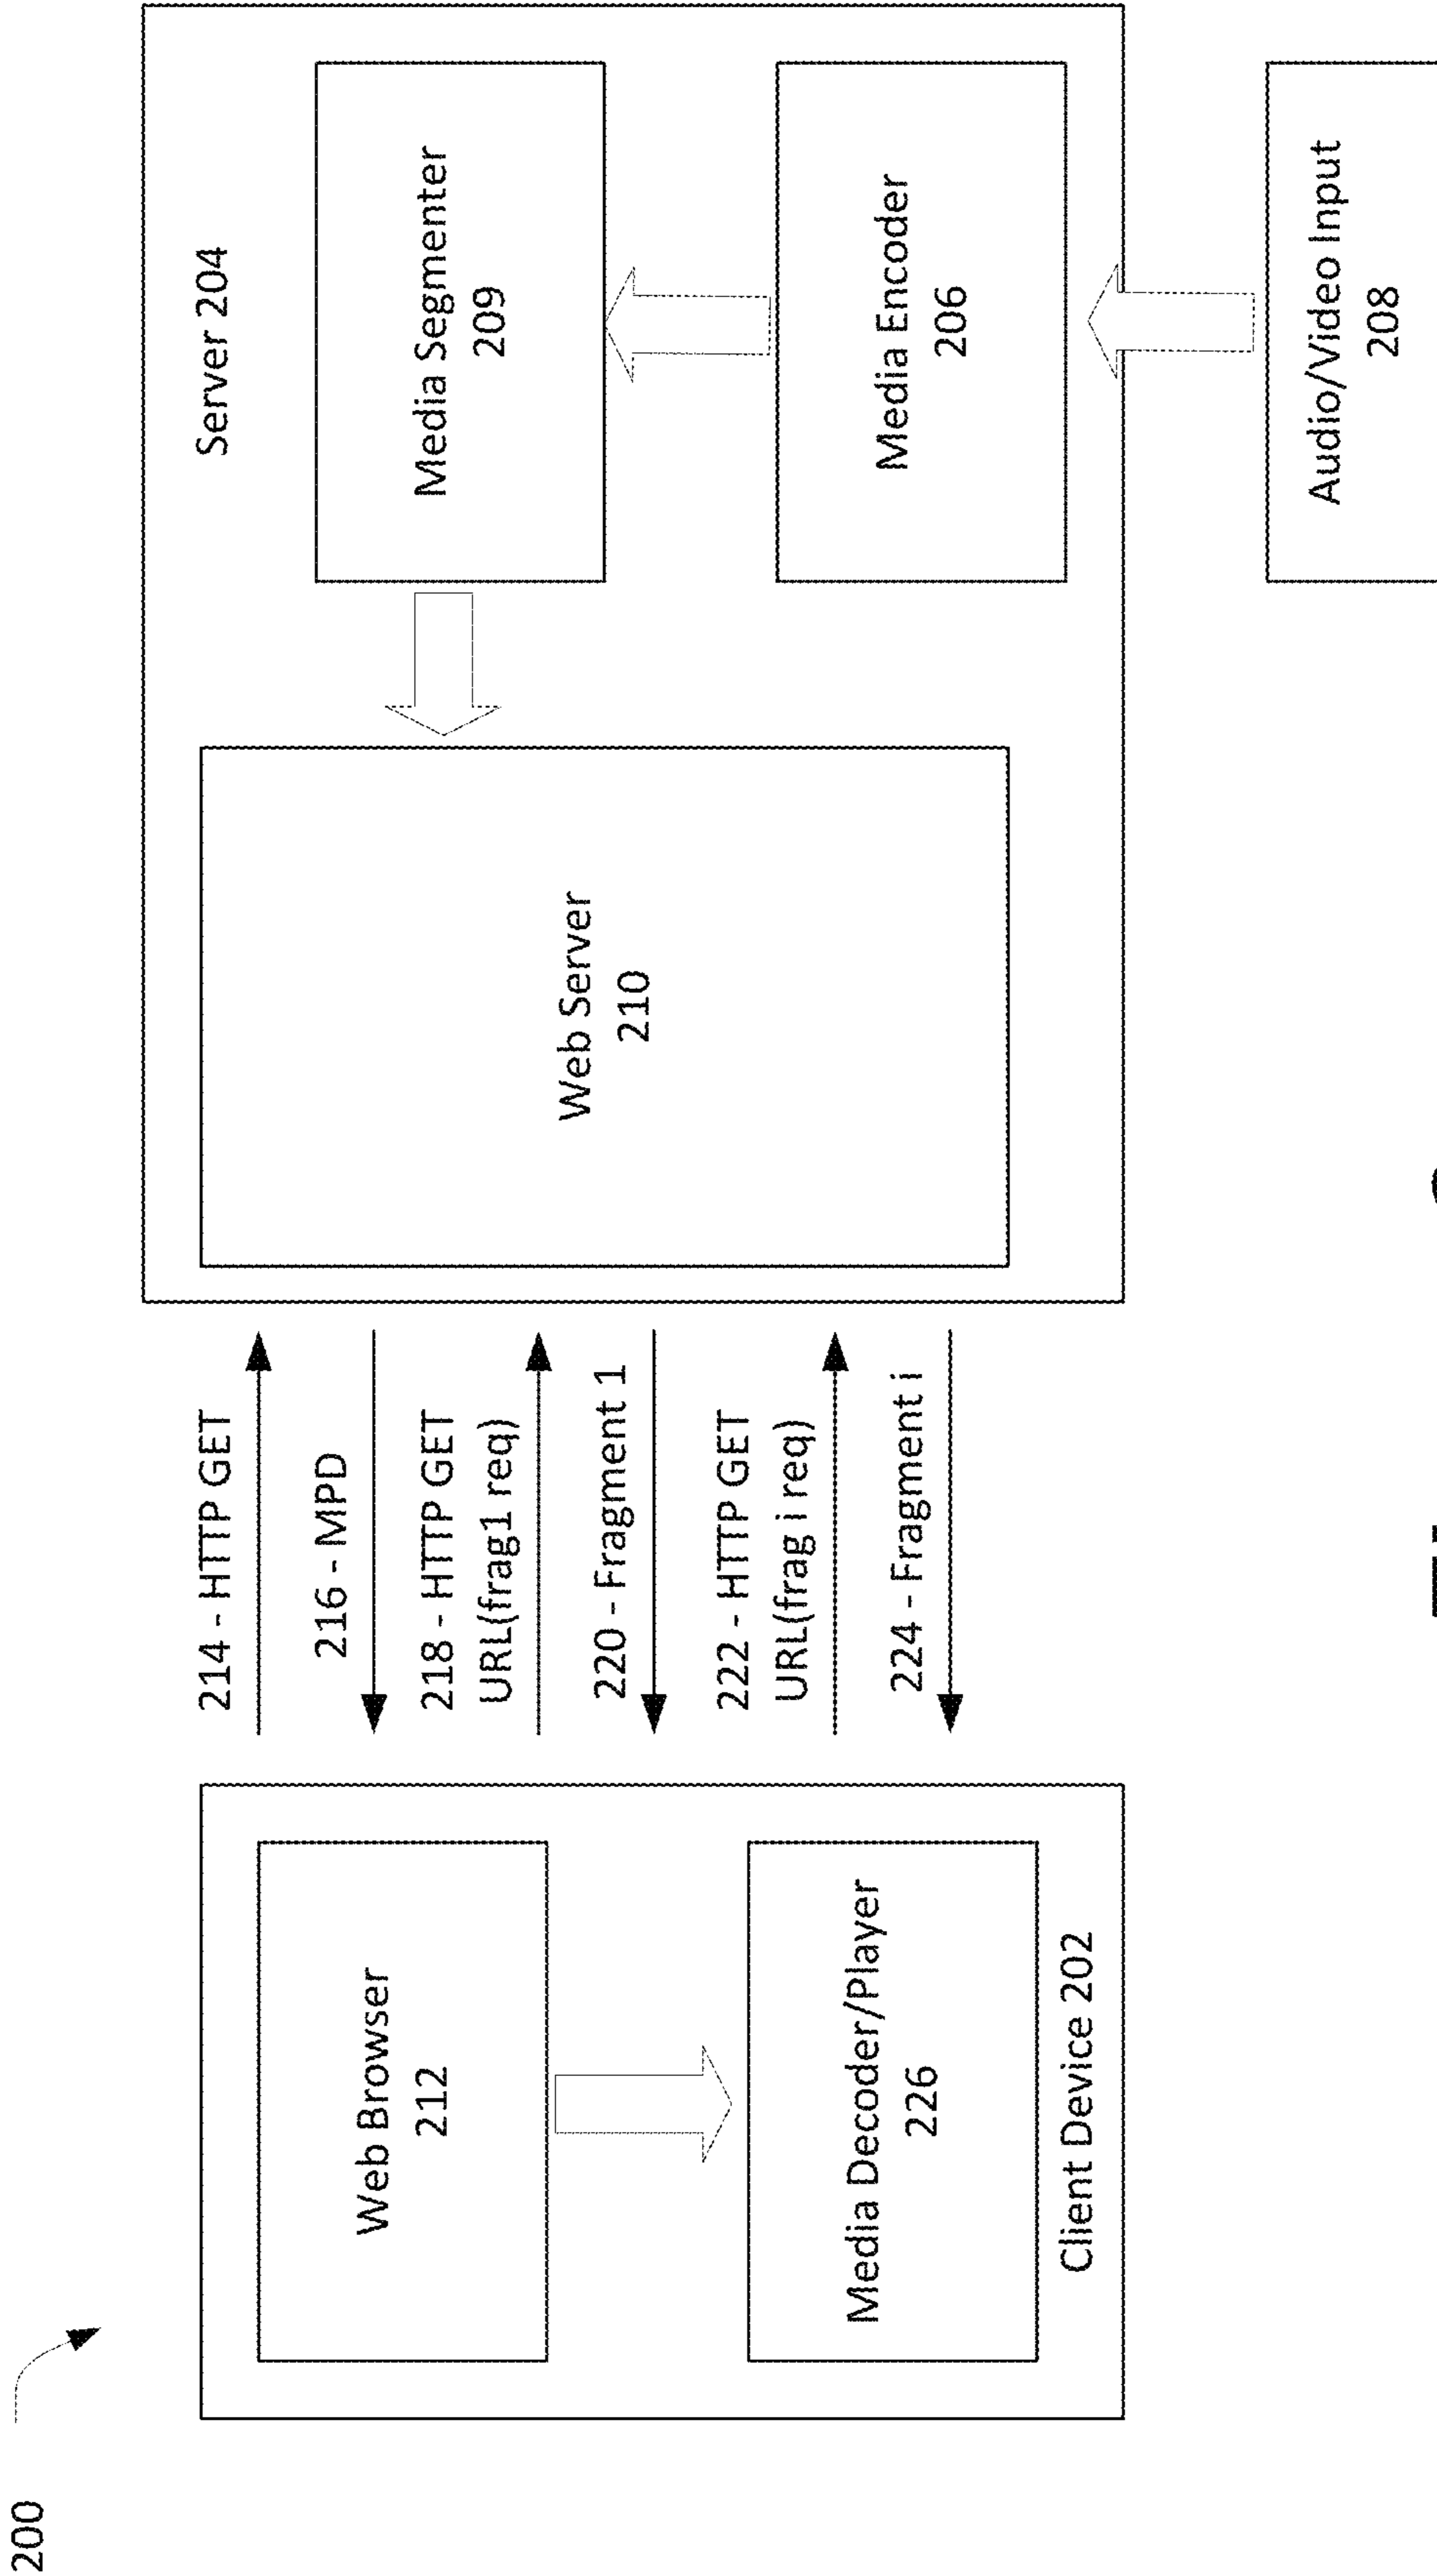 200
Web Browser
212
Media Decoder/Player
226
Client Device 202
214 - HTTP GET
216 - MPD
218 - HTTP GET
URL(frag1 req)
220 - Fragment 1
222 - HTTP GET
URL(frag i req)
224 - Fragment i
Server 204
Web Server
210
Media Segmenter
209
Media Encoder
206
Audio/Video Input
208